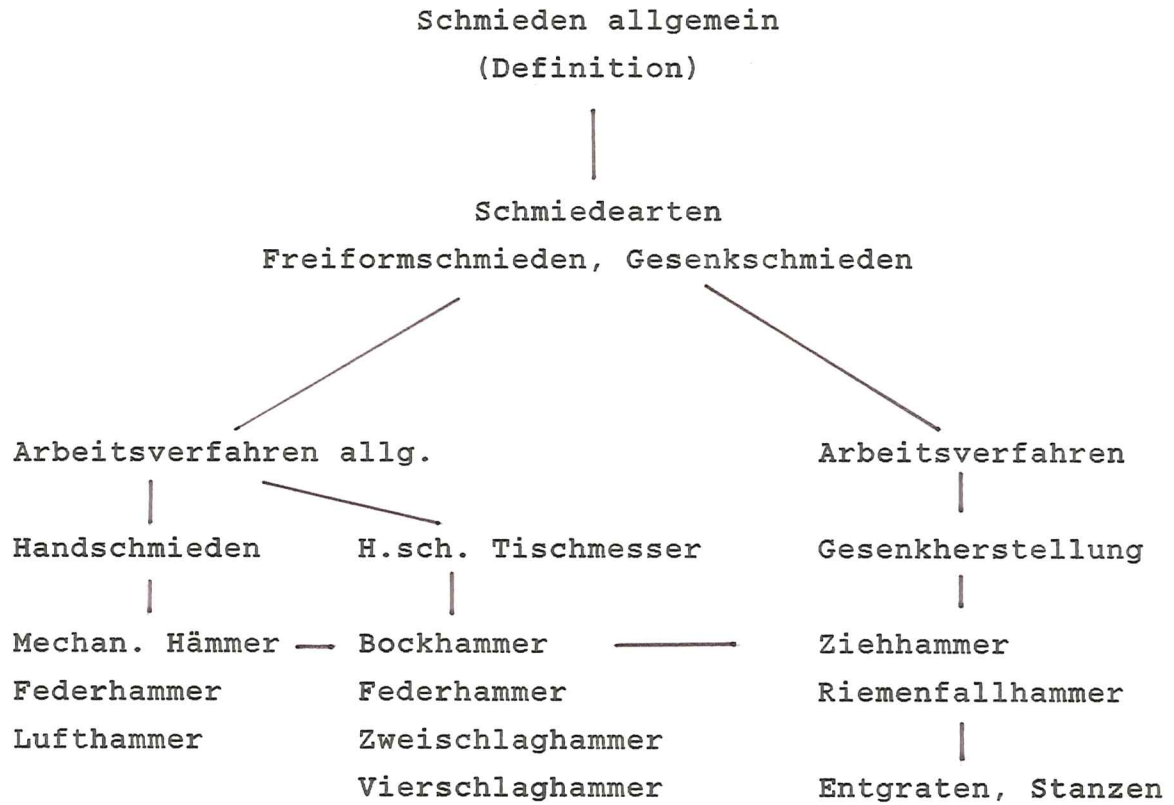 Schmieden allgemein
(Definition)
Schmiedearten
Freiformschmieden, Gesenkschmieden
Arbeitsverfahren allg. Arbeitsverfahren
Handschmieden H.sch. Tischmesser Gesenkherstellung
Mechan. Hämmer Bockhammer Ziehhammer
Federhammer Federhammer Riemenfallhammer
Lufthammer Zweischlaghammer
Vierschlaghammer Entgraten, Stanzen